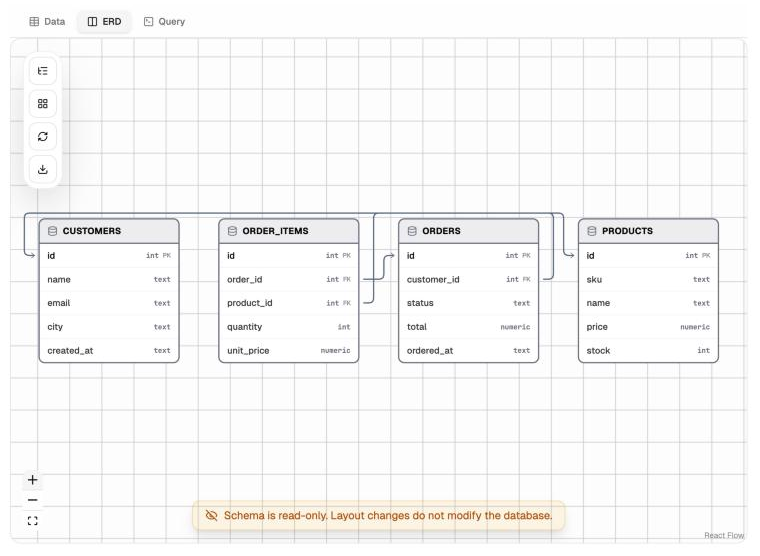 Data ERD Query
CUSTOMERS
id int PK
name text
email text
city text
created_at text
ORDER_ITEMS
id int PK
order_id int FK
product_id int FK
quantity int
unit_price numeric
ORDERS
id int PK
customer_id int FK
status text
total numeric
ordered_at text
PRODUCTS
id int PK
sku text
name text
price numeric
stock int
Schema is read-only. Layout changes do not modify the database.
React Flow